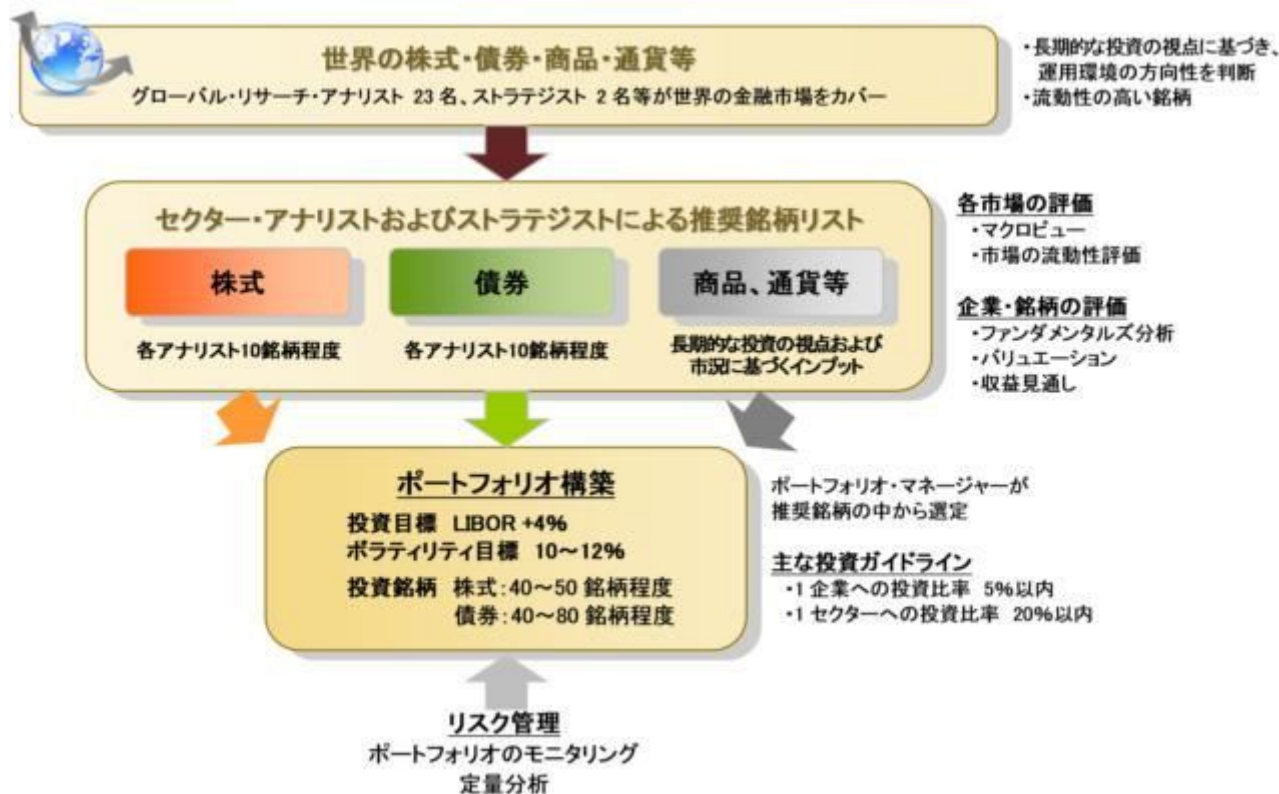 世界の株式・債券・商品・通貨等
グローバル・リサーチ・アナリスト 23 名、ストラテジスト 2 名等が世界の金融市場をカバー
・長期的な投資の視点に基づき、
運用環境の方向性を判断
・流動性の高い銘柄
セクター・アナリストおよびストラテジストによる推奨銘柄リスト
株式
債券
商品、通貨等
各アナリスト10銘柄程度
各アナリスト10銘柄程度
長期的な投資の視点および
市況に基づくインプット
各市場の評価
・マクロビュー
・市場の流動性評価
企業・銘柄の評価
・ファンダメンタルズ分析
・バリュエーション
・収益見通し
ポートフォリオ構築
投資目標 LIBOR +4%
ボラティリティ目標 10～12%
投資銘柄 株式：40～50 銘柄程度
債券：40～80 銘柄程度
ポートフォリオ・マネージャーが
推奨銘柄の中から選定
主な投資ガイドライン
・1 企業への投資比率 5%以内
・1 セクターへの投資比率 20%以内
リスク管理
ポートフォリオのモニタリング
定量分析